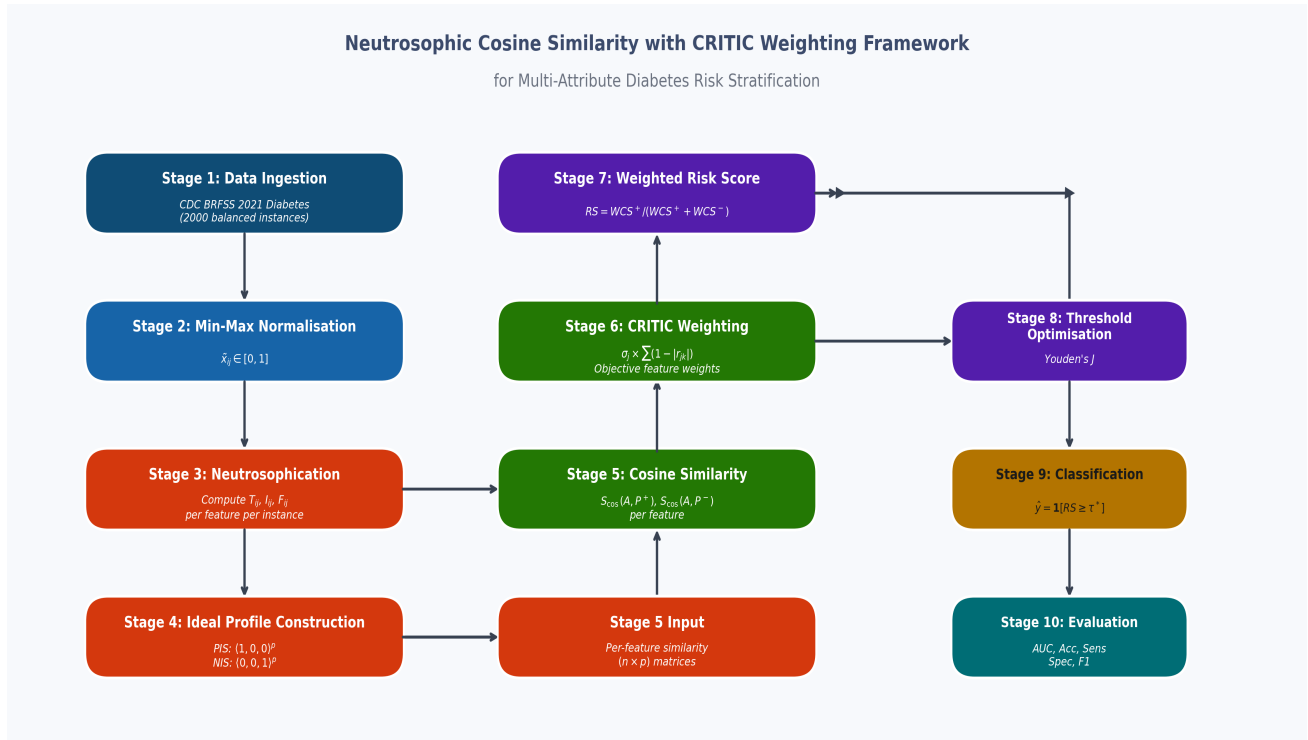 Neutrosophic Cosine Similarity with CRITIC Weighting Framework
for Multi-Attribute Diabetes Risk Stratification
Stage 1: Data Ingestion
CDC BRFSS 2021 Diabetes
(2000 balanced instances)
Stage 2: Min-Max Normalisation
x̃ᵢⱼ ∈ [0, 1]
Stage 3: Neutrosophication
Compute Tᵢⱼ, Iᵢⱼ, Fᵢⱼ
per feature per instance
Stage 4: Ideal Profile Construction
PIS: ⟨1, 0, 0⟩ᵖ
NIS: ⟨0, 0, 1⟩ᵖ
Stage 5 Input
Per-feature similarity
(n × p) matrices
Stage 5: Cosine Similarity
S_cos(A, P⁺), S_cos(A, P⁻)
per feature
Stage 6: CRITIC Weighting
σⱼ × ∑(1 − |rⱼₖ|)
Objective feature weights
Stage 7: Weighted Risk Score
RS = WCS⁺/(WCS⁺ + WCS⁻)
Stage 8: Threshold
Optimisation
Youden's J
Stage 9: Classification
ŷ = 𝟏[RS ≥ τ*]
Stage 10: Evaluation
AUC, Acc, Sens
Spec, F1